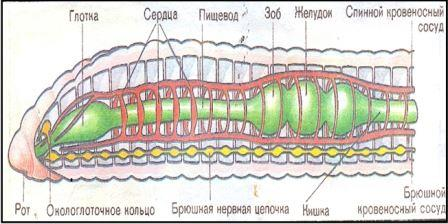 Глотка Сердца Пищевод Зоб Желудок Спинной кровеносный
сосуд
Рот Окологлоточное кольцо Брюшная нервная цепочка Кишка Брюшной
кровеносный сосуд